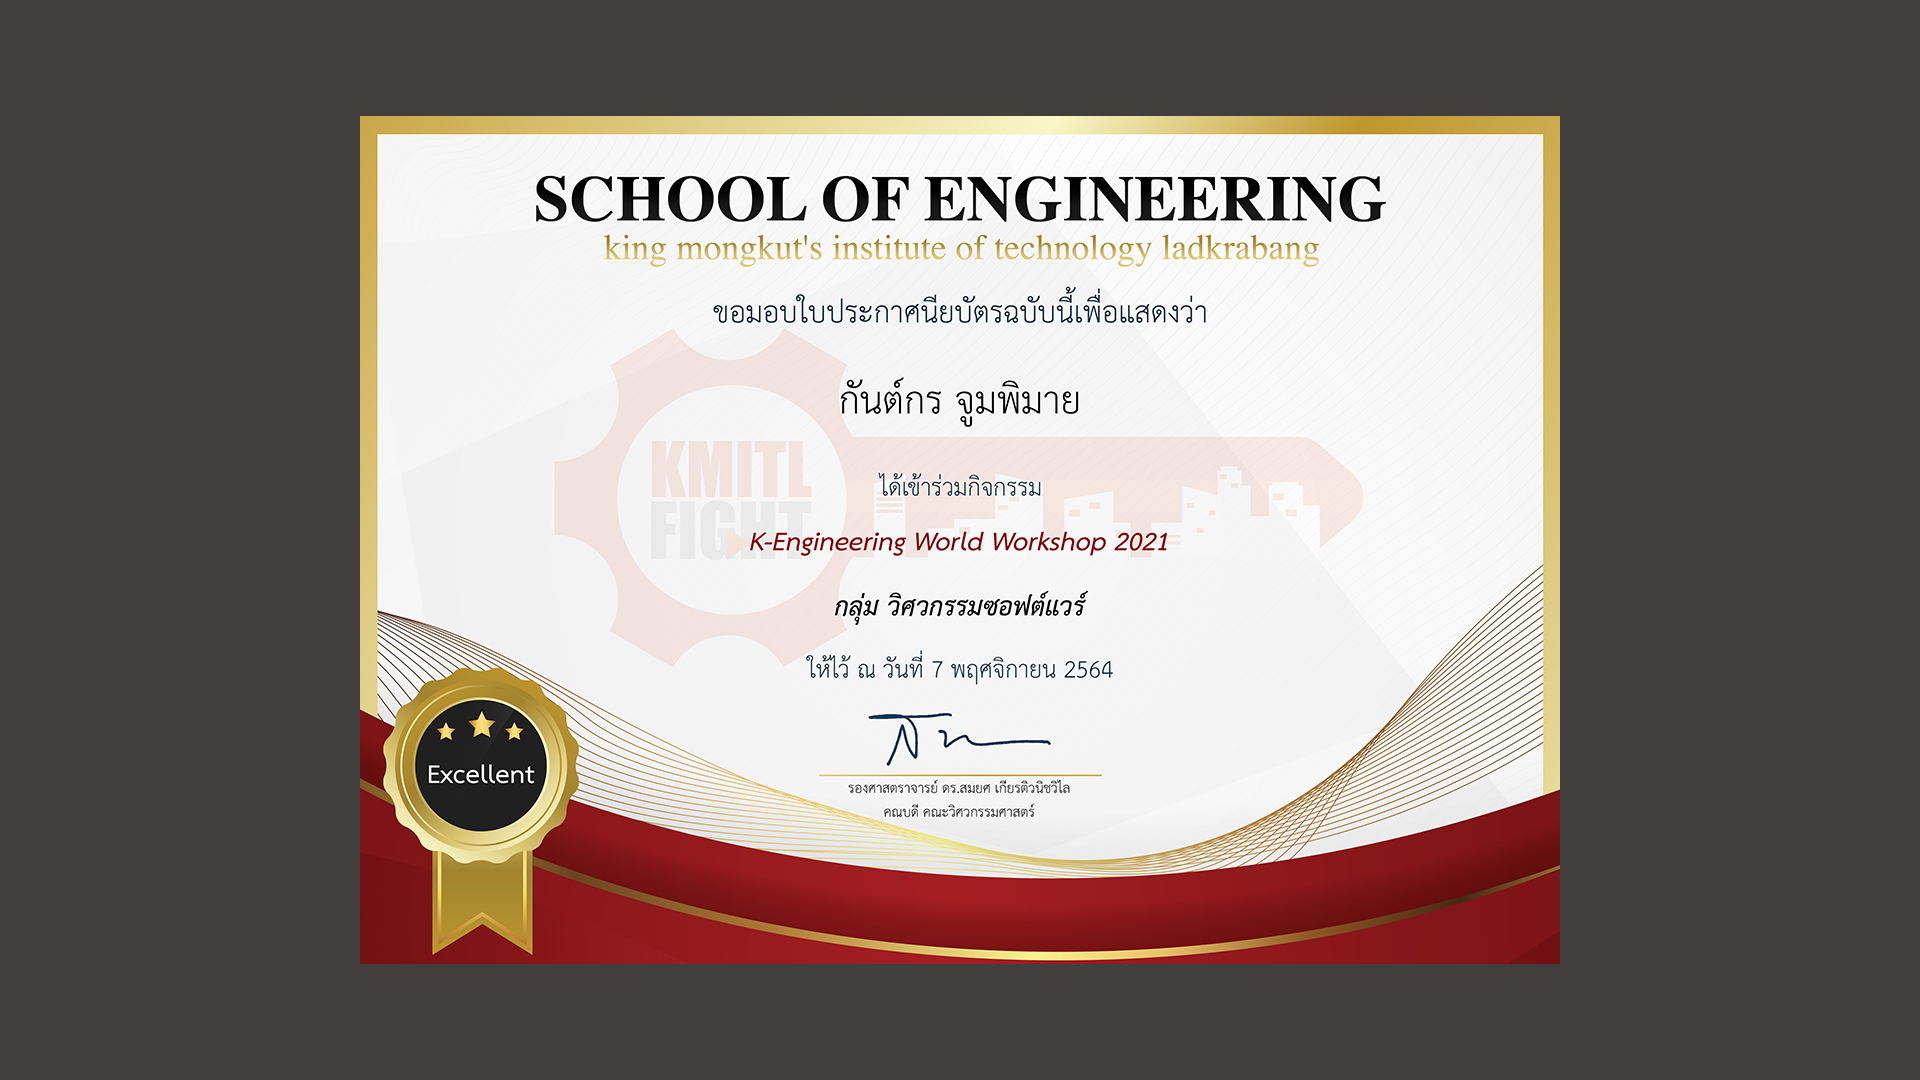 SCHOOL OF ENGINEERING
king mongkut's institute of technology ladkrabang
ขอมอบใบประกาศนียบัตรฉบับนี้เพื่อแสดงว่า
กันต์กร จูมพิมาย
KMITL
FIGHT
ได้เข้าร่วมกิจกรรม
K-Engineering World Workshop 2021
กลุ่ม วิศวกรรมซอฟต์แวร์
ให้ไว้ ณ วันที่ 7 พฤศจิกายน 2564
Excellent
รองศาสตราจารย์ ดร.สมยศ เกียรติวนิชวิไล
คณบดี คณะวิศวกรรมศาสตร์